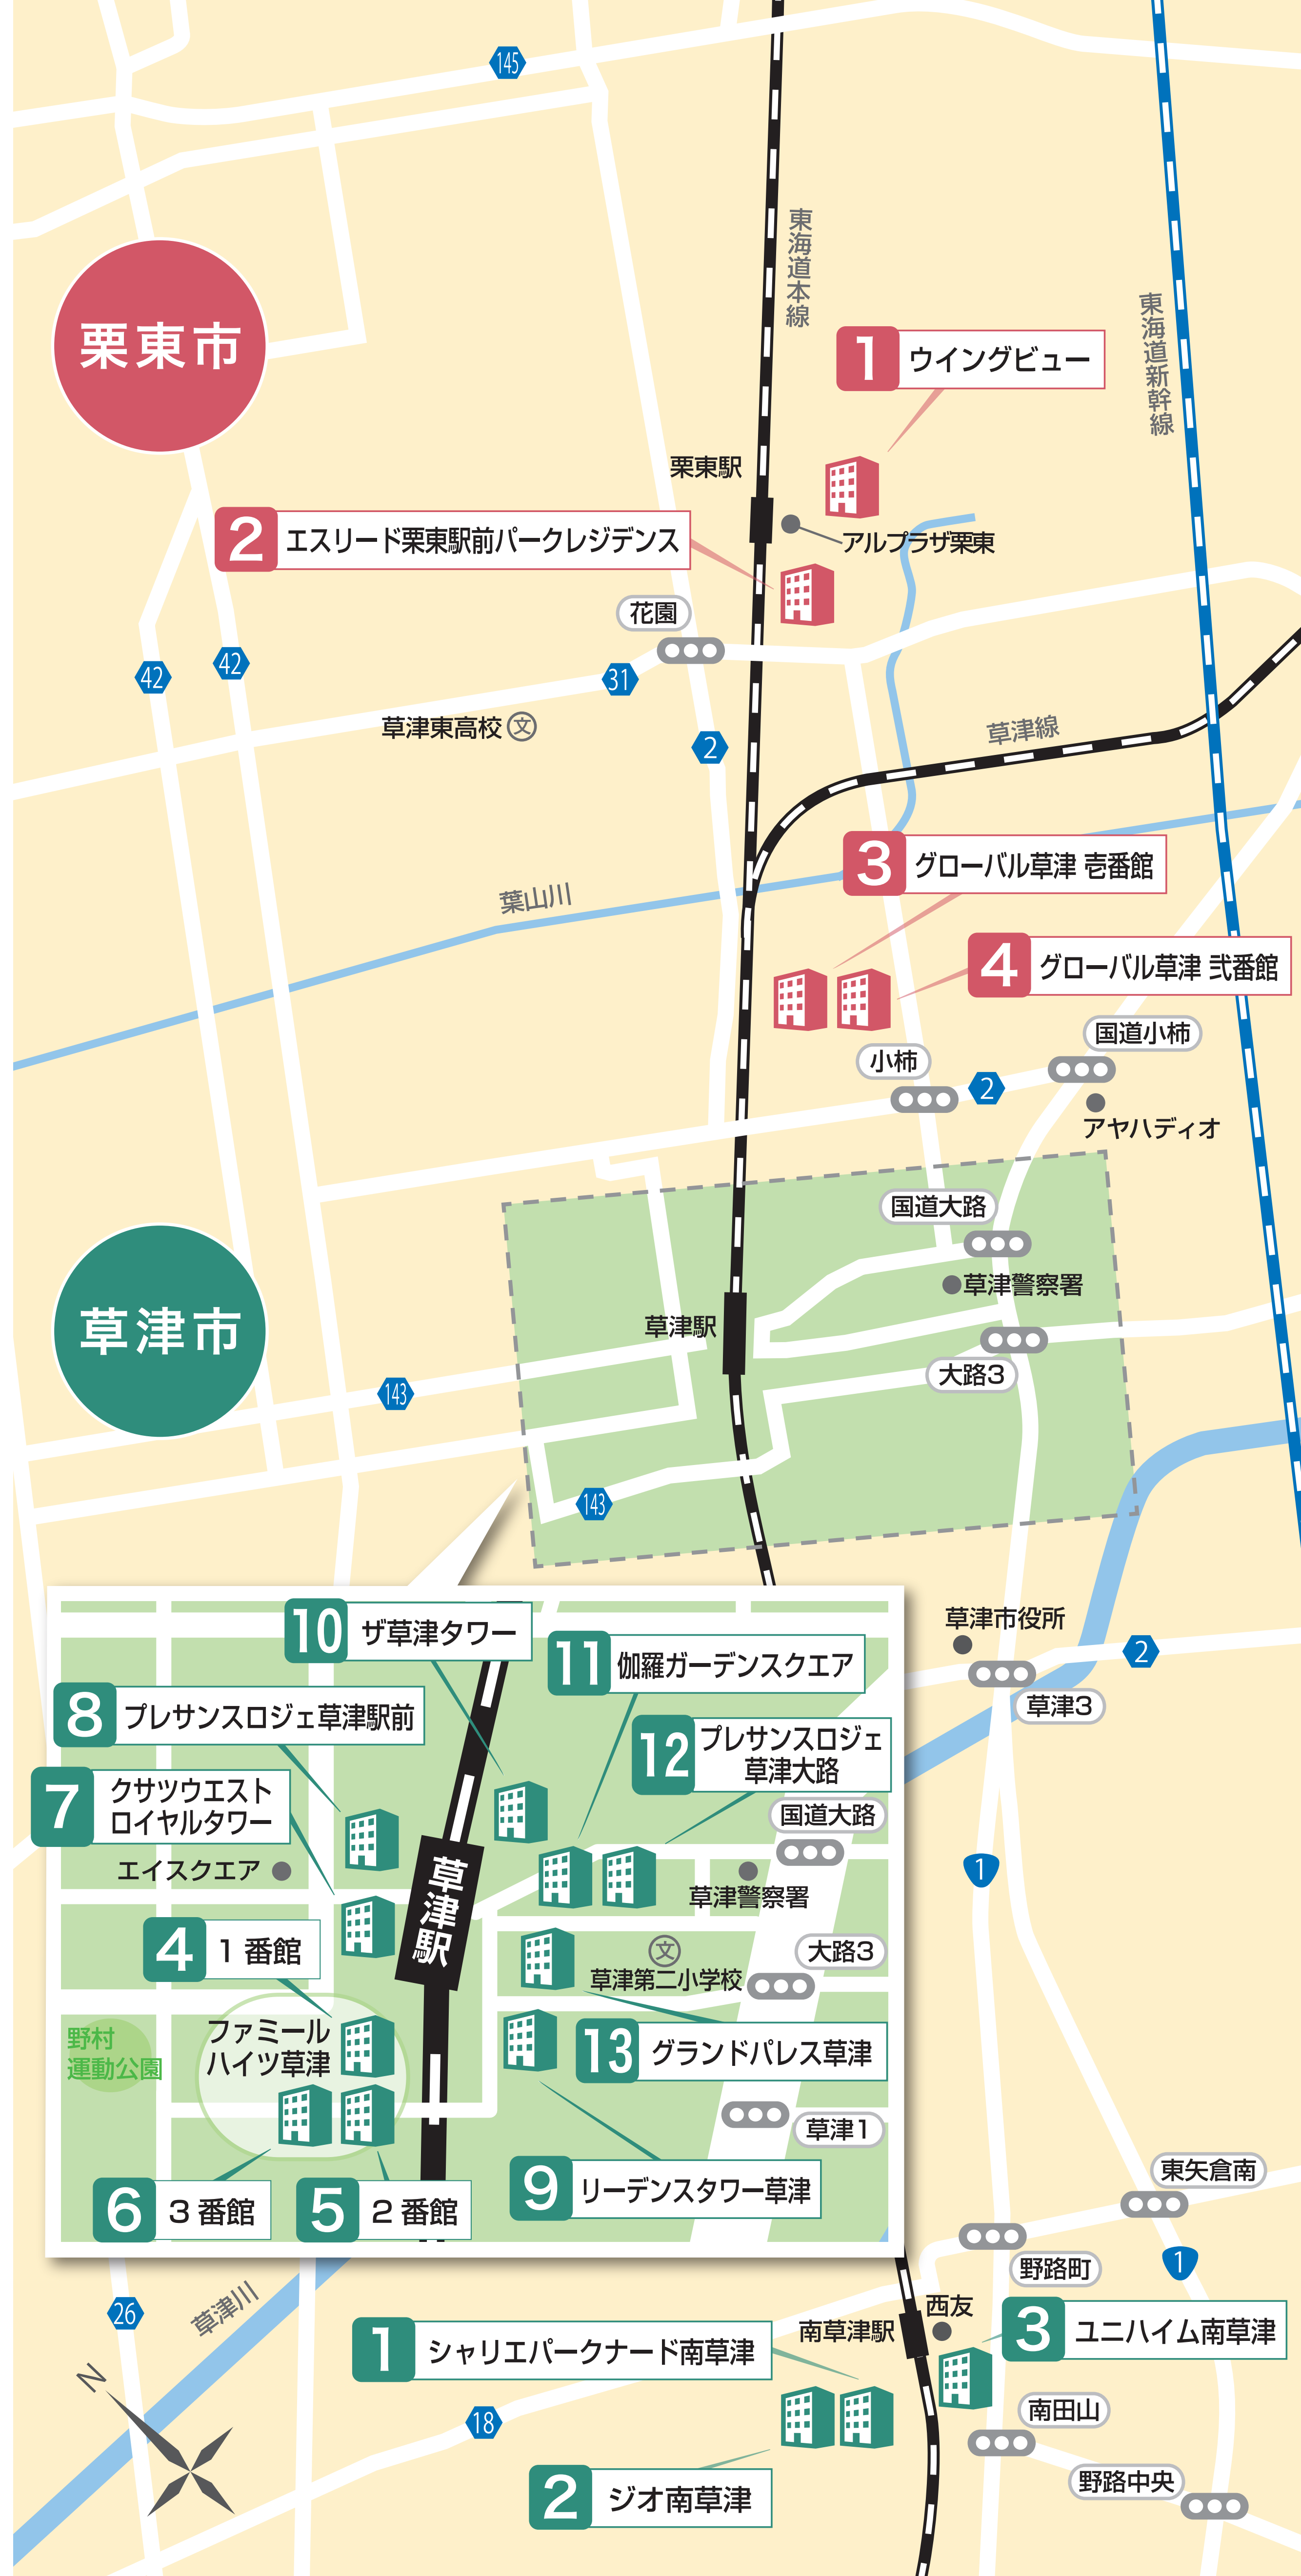 145
東海道本線
東海道新幹線
栗東市
1 ウイングビュー
栗東駅
アルプラザ栗東
2 エスリード栗東駅前パークレジデンス
花園
42
42
31
草津東高校 文
2
草津線
3 グローバル草津 壱番館
葉山川
4 グローバル草津 弐番館
国道小柿
小柿
2
アヤハディオ
国道大路
草津警察署
草津市
草津駅
大路3
143
143
10 ザ草津タワー
11 伽羅ガーデンスクエア
草津市役所
2
草津3
8 プレサンスロジェ草津駅前
12 プレサンスロジェ
草津大路
7 クサツウエスト
ロイヤルタワー
国道大路
エイスクエア
草津駅
草津警察署
1
4 1番館
文
草津第二小学校
大路3
野村
運動公園
ファミール
ハイツ草津
13 グランドパレス草津
草津1
6 3番館
5 2番館
9 リーデンスタワー草津
東矢倉南
野路町
1
26
草津川
西友
南草津駅
1 シャリエパークナード南草津
3 ユニハイム南草津
N
18
南田山
2 ジオ南草津
野路中央